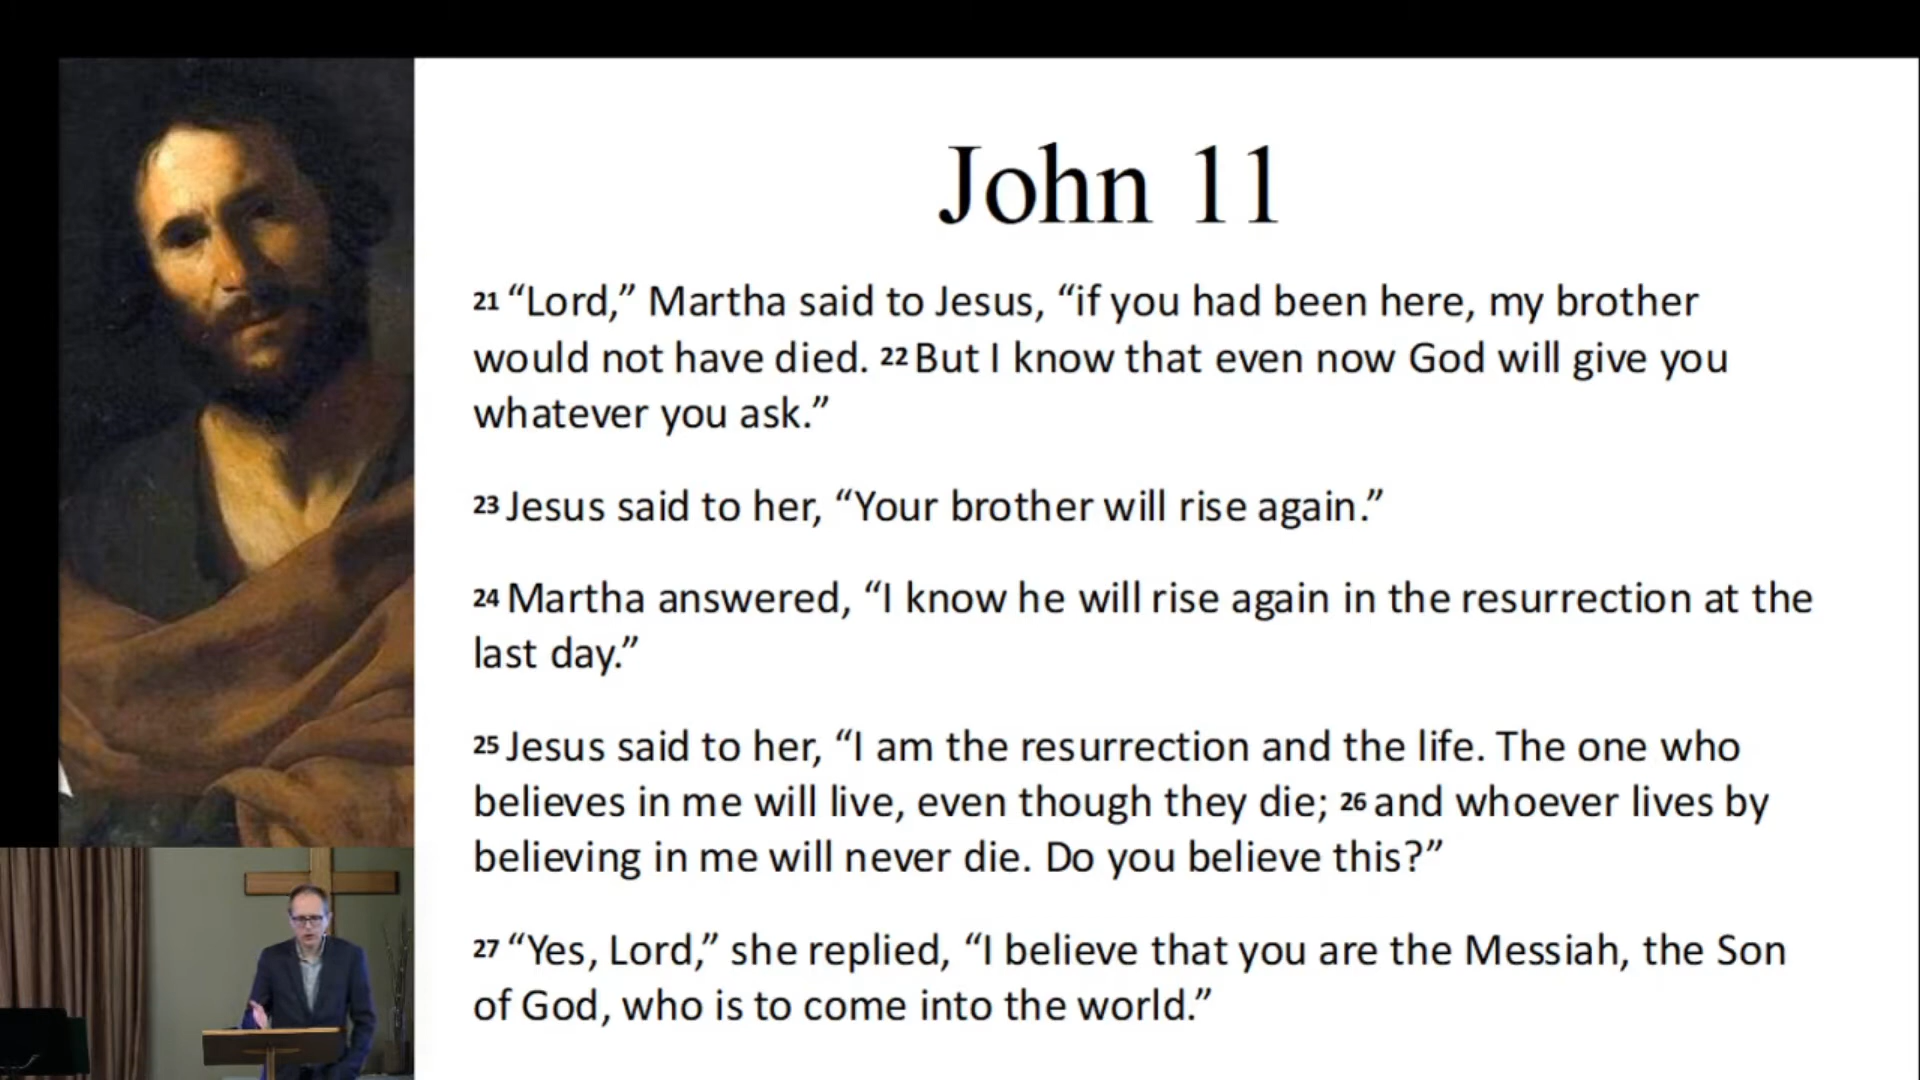 John 11
21 “Lord,” Martha said to Jesus, “if you had been here, my brother
would not have died. 22 But I know that even now God will give you
whatever you ask.”
23 Jesus said to her, “Your brother will rise again.”
24 Martha answered, “I know he will rise again in the resurrection at the
last day.”
25 Jesus said to her, “I am the resurrection and the life. The one who
believes in me will live, even though they die; 26 and whoever lives by
believing in me will never die. Do you believe this?”
27 “Yes, Lord,” she replied, “I believe that you are the Messiah, the Son
of God, who is to come into the world.”